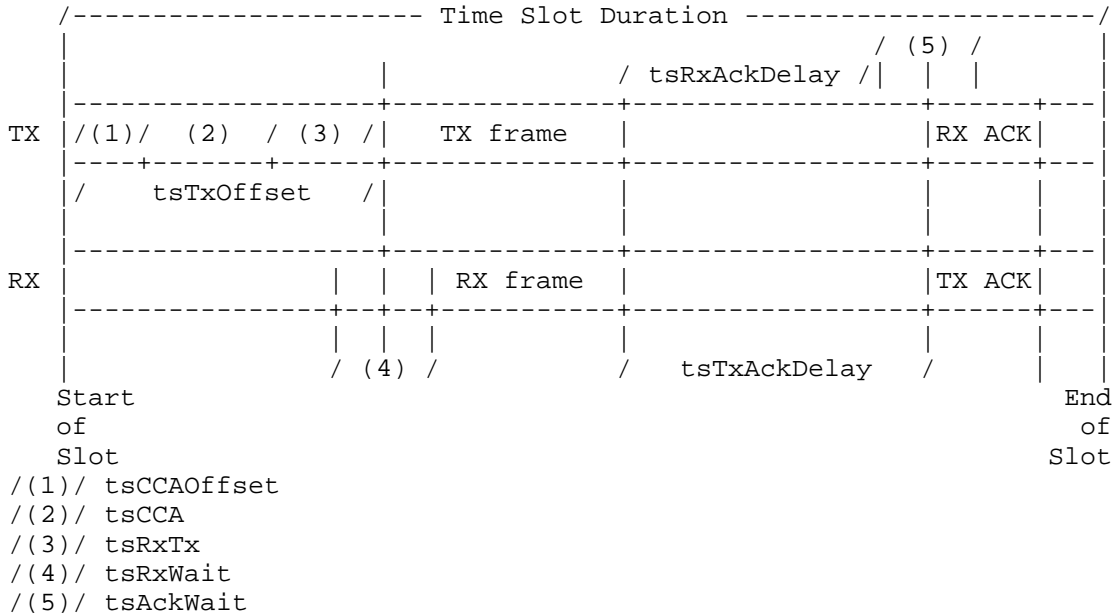 /---------------------- Time Slot Duration ----------------------/
| / (5) / |
| | / tsRxAckDelay /| | | |
|-------------------+--------------+------------------+------+---|
TX |/(1)/ (2) / (3) /| TX frame | |RX ACK| |
|----+-------+------+--------------+------------------+------+---|
|/ tsTxOffset /| | | | |
| | | | | |
|-------------------+--------------+------------------+------+---|
RX | | | | RX frame | |TX ACK| |
|----------------+--+--+-----------+------------------+------+---|
| | | | | | | |
| / (4) / / tsTxAckDelay / | |
Start End
of of
Slot Slot
/(1)/ tsCCAOffset
/(2)/ tsCCA
/(3)/ tsRxTx
/(4)/ tsRxWait
/(5)/ tsAckWait